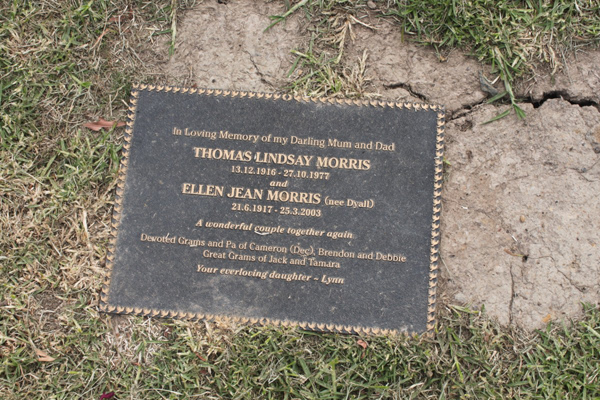 In Loving Memory of my Darling Mum and Dad
THOMAS LINDSAY MORRIS
13.12.1916 - 27.10.1977
and
ELLEN JEAN MORRIS (nee Dyall)
21.6.1917 - 25.3.2003
A wonderful couple together again
Devoted Grams and Pa of Cameron (Dec), Brendon and Debbie
Great Grams of Jack and Tamara
Your everloving daughter - Lynn